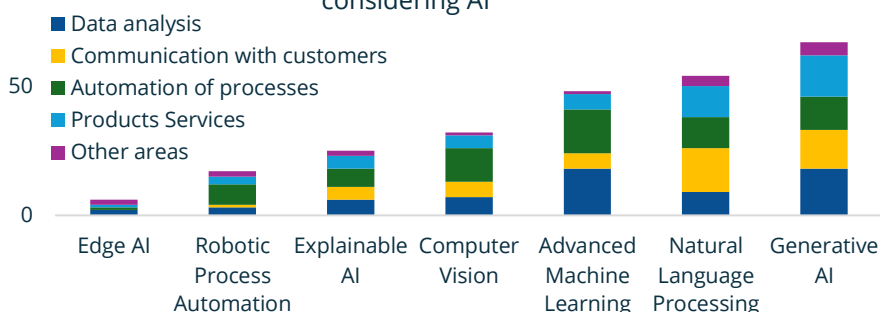 considering AI
Data analysis
Communication with customers
50
Automation of processes
Products Services
Other areas
0
Edge AI
Robotic
Process
Automation
Explainable
AI
Computer
Vision
Advanced
Machine
Learning
Natural
Language
Processing
Generative
AI